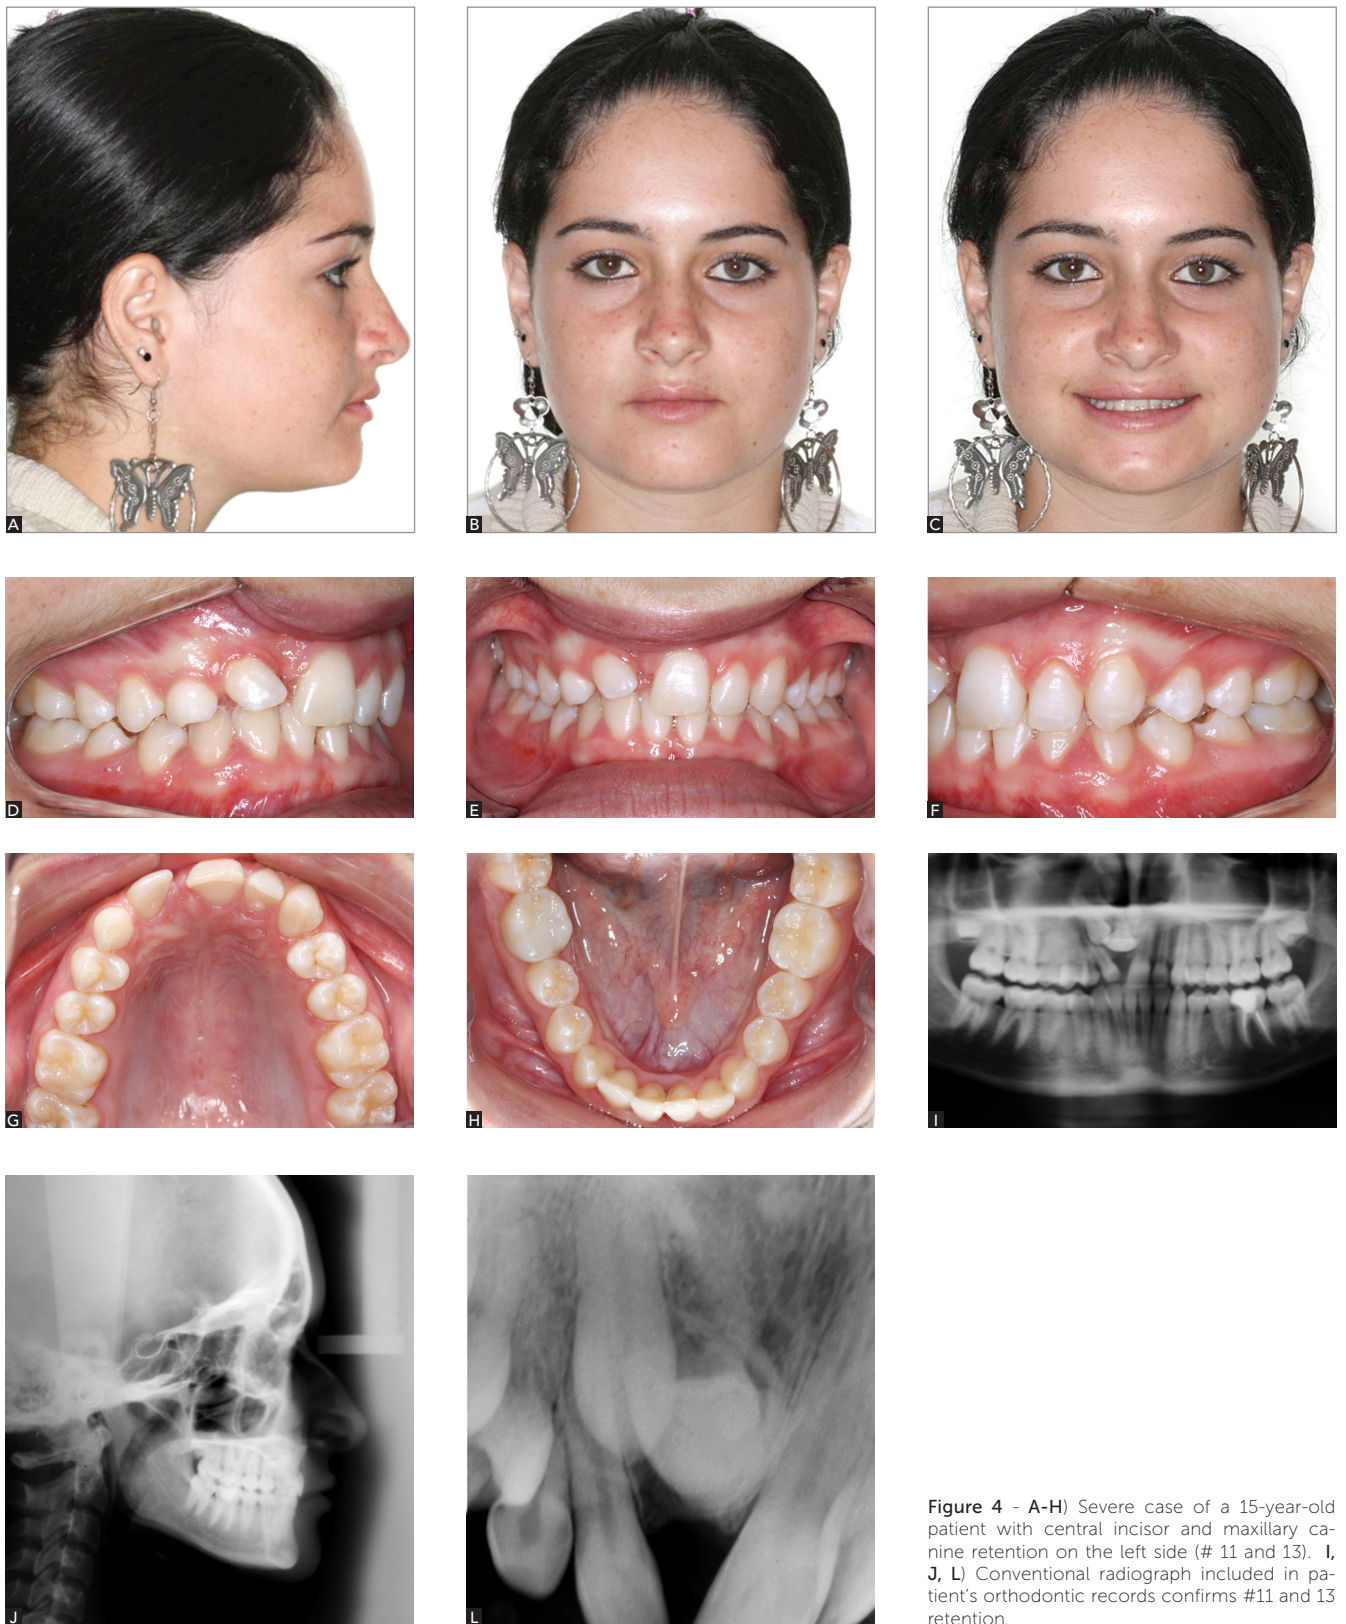 A
B
C
D
E
F
G
H
I
J
L
Figure 4 - A-H) Severe case of a 15-year-old
patient with central incisor and maxillary ca-
nine retention on the left side (# 11 and 13). I,
J, L) Conventional radiograph included in pa-
tient's orthodontic records confirms #11 and 13
retention.